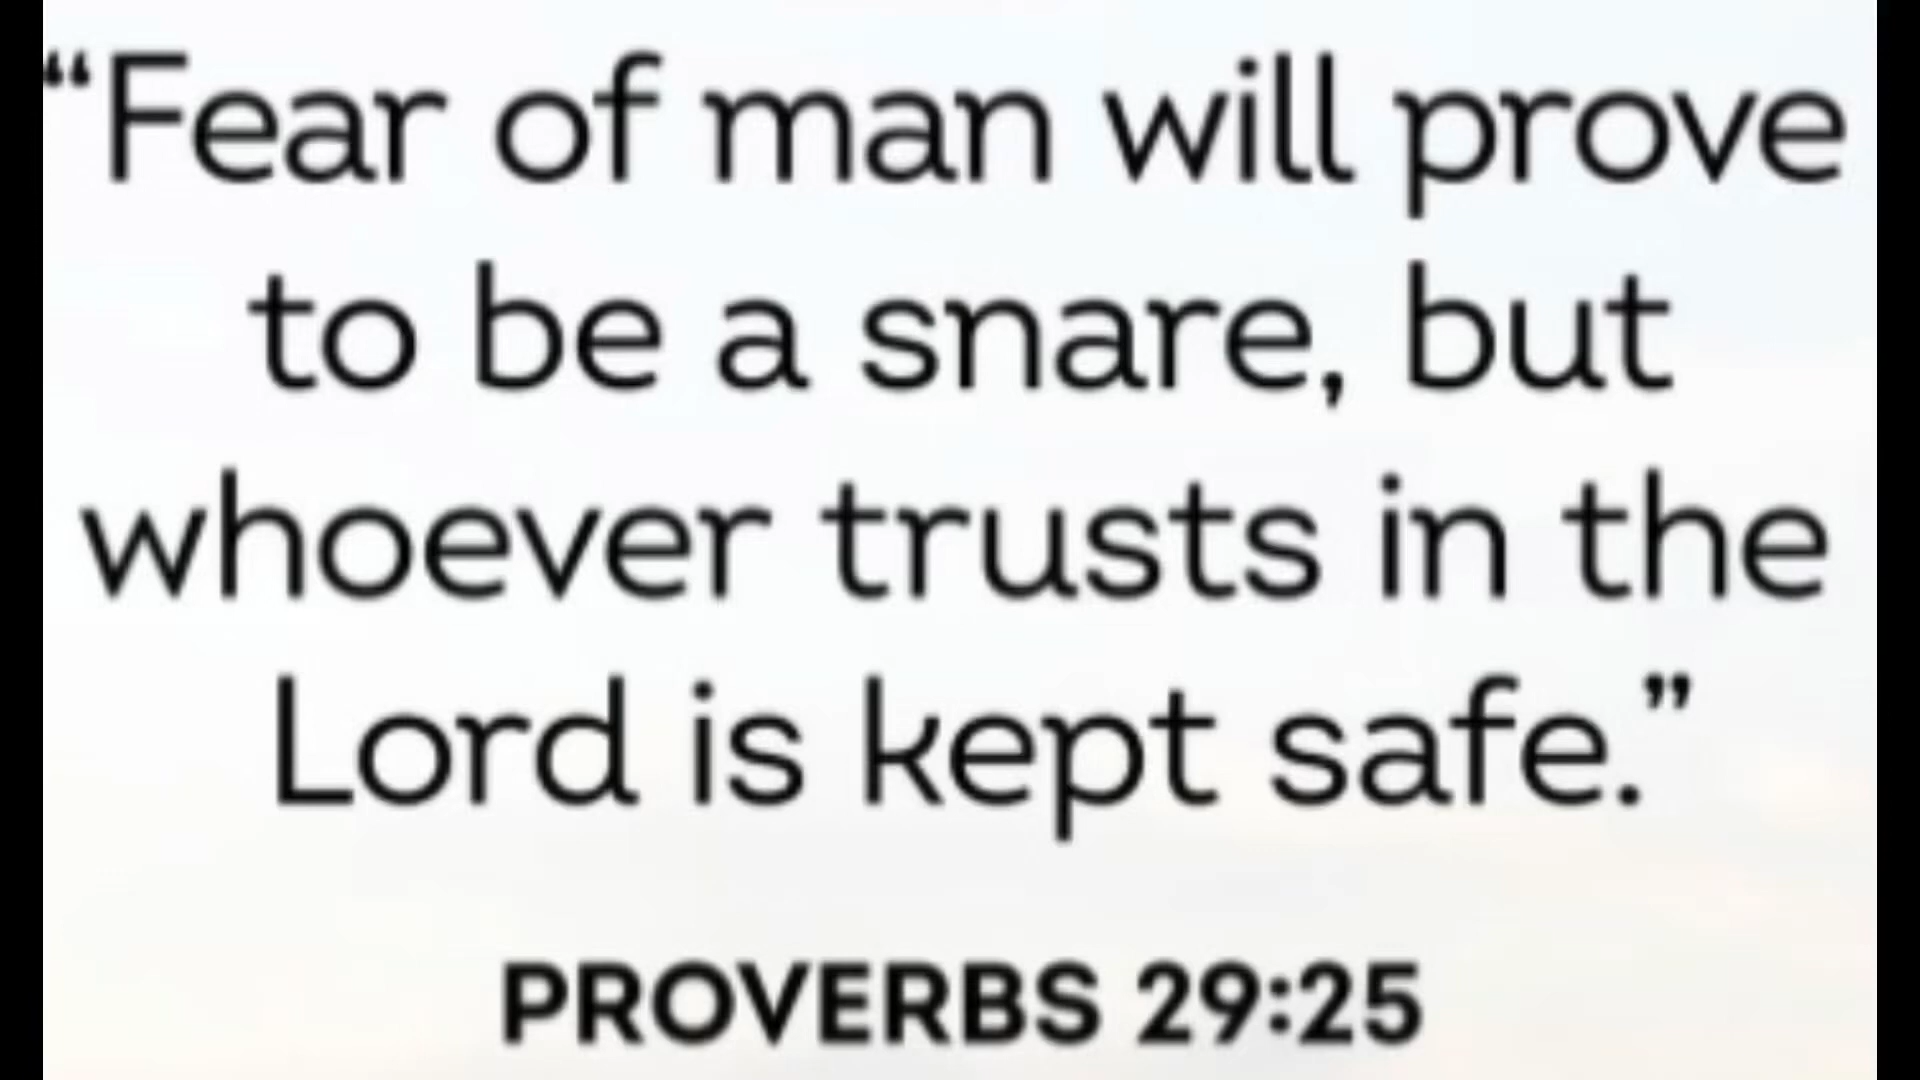 “Fear of man will prove
to be a snare, but
whoever trusts in the
Lord is kept safe.”
PROVERBS 29:25